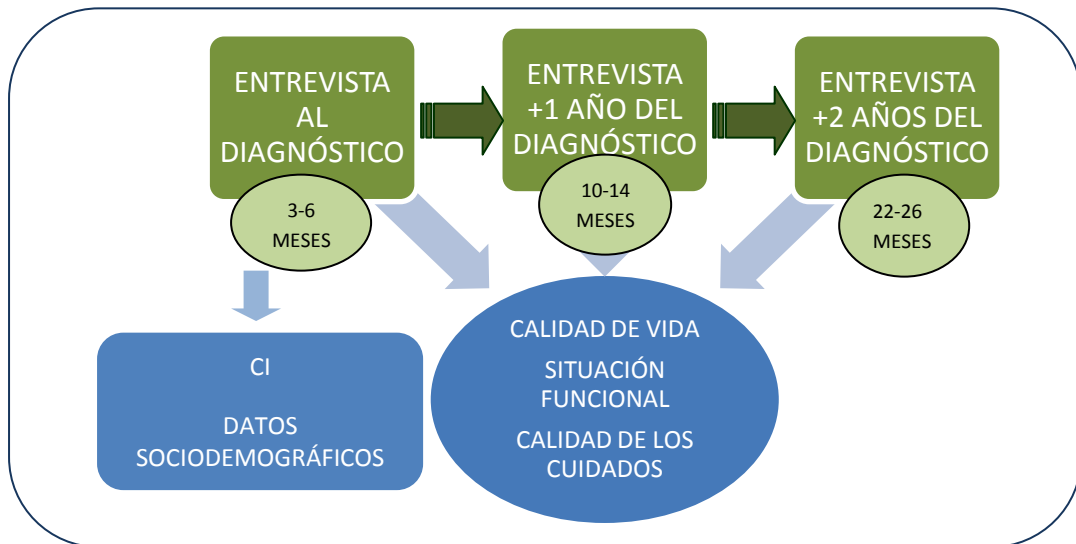 ENTREVISTA
AL
DIAGNÓSTICO
3-6
MESES
ENTREVISTA
+1 AÑO DEL
DIAGNÓSTICO
10-14
MESES
ENTREVISTA
+2 AÑOS DEL
DIAGNÓSTICO
22-26
MESES
CI
DATOS
SOCIODEMOGRÁFICOS
CALIDAD DE VIDA
SITUACIÓN
FUNCIONAL
CALIDAD DE LOS
CUIDADOS